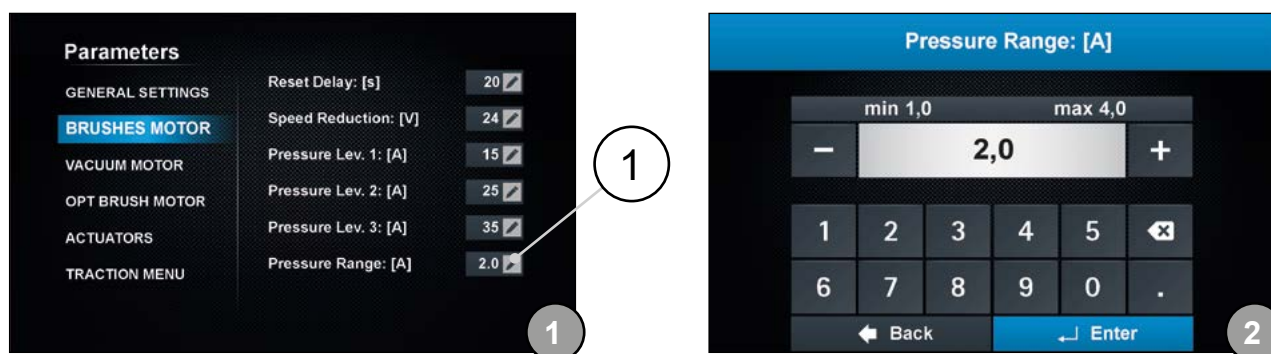 Parameters
GENERAL SETTINGS
BRUSHES MOTOR
VACUUM MOTOR
OPT BRUSH MOTOR
ACTUATORS
TRACTION MENU
Reset Delay: [s] 20
Speed Reduction: [V] 24
Pressure Lev. 1: [A] 15
Pressure Lev. 2: [A] 25
Pressure Lev. 3: [A] 35
Pressure Range: [A] 2.0
1
1
Pressure Range: [A]
min 1,0 max 4,0
− 2,0 +
1 2 3 4 5
6 7 8 9 0 .
Back Enter
2